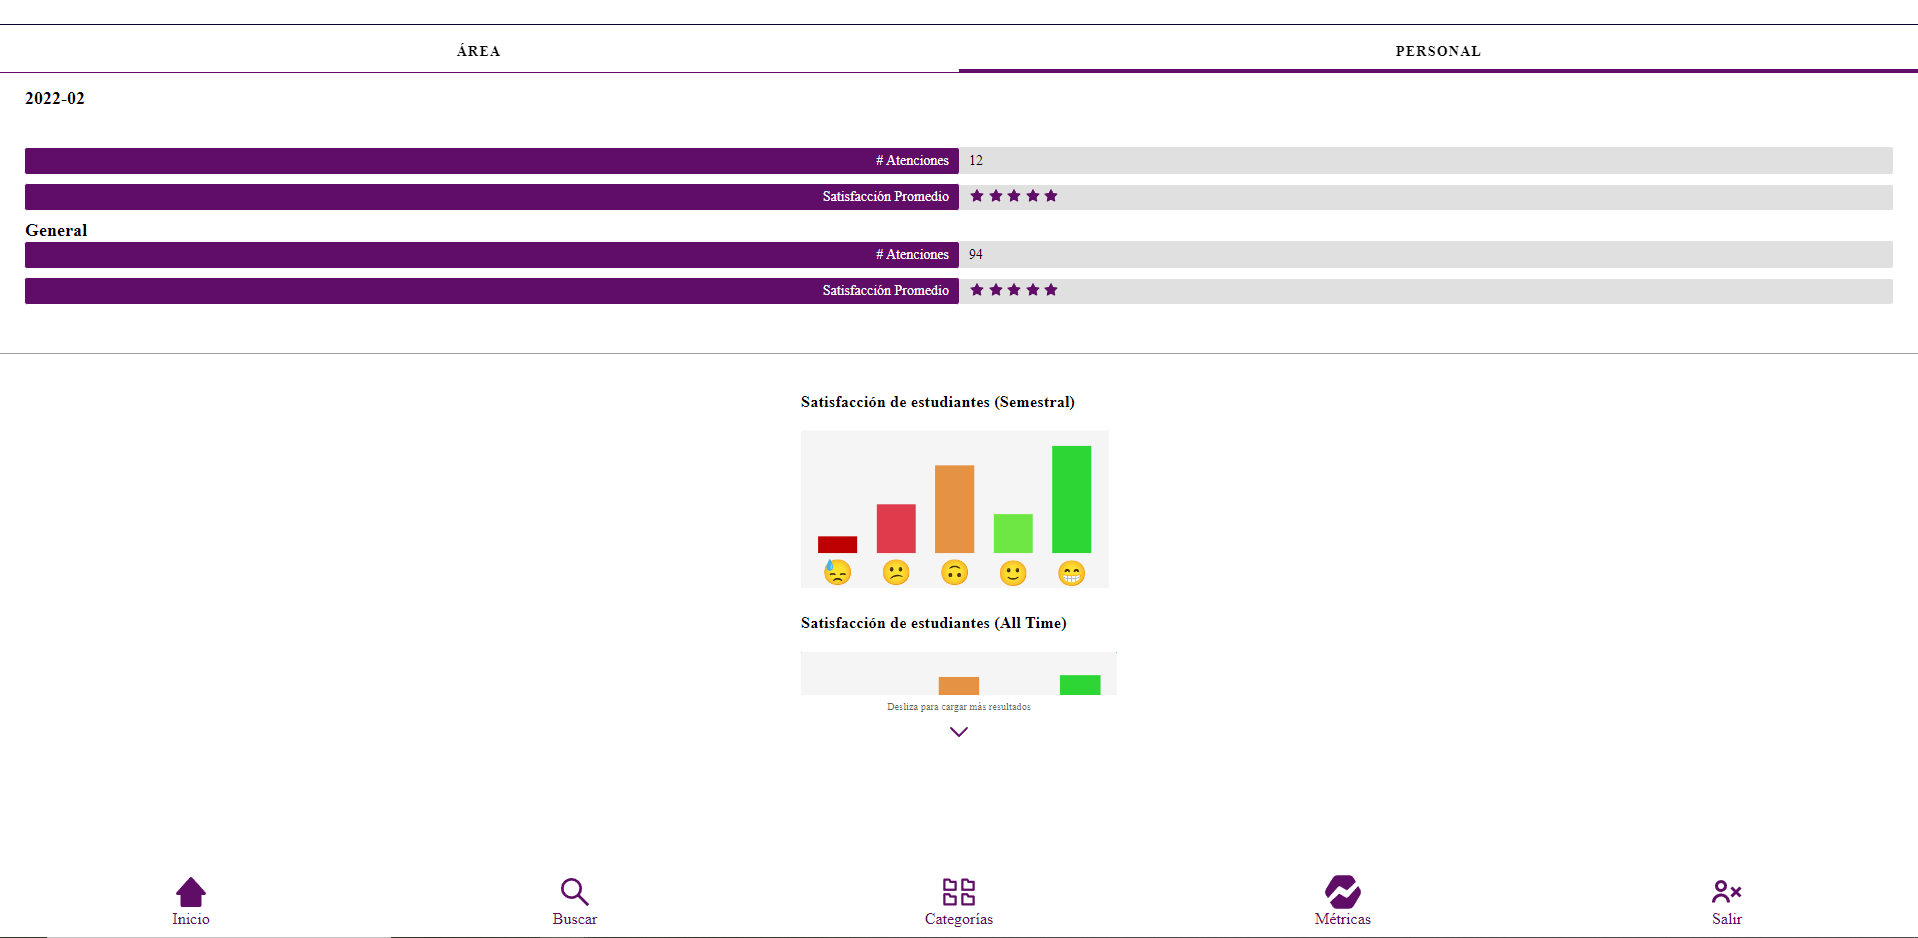 ÁREA
PERSONAL
2022-02
# Atenciones 12
Satisfacción Promedio
General
# Atenciones 94
Satisfacción Promedio
Satisfacción de estudiantes (Semestral)
Satisfacción de estudiantes (All Time)
Desliza para cargar más resultados
Inicio
Buscar
Categorías
Métricas
Salir